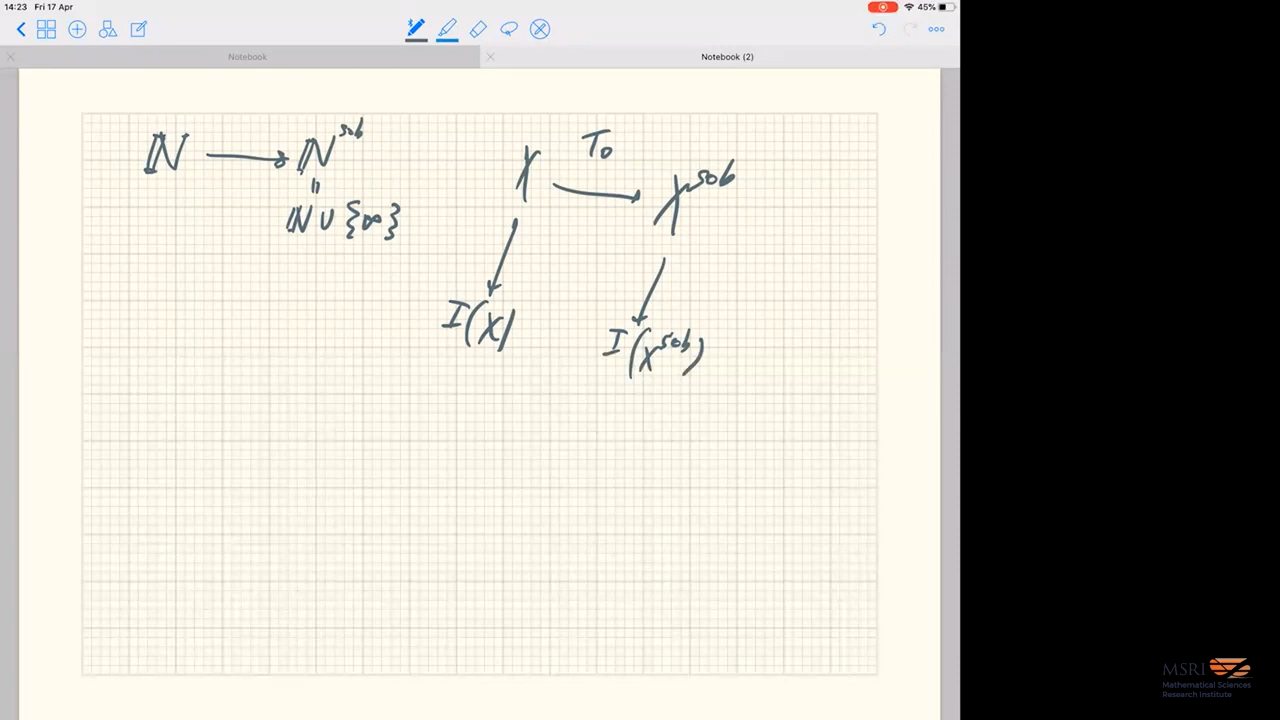 14:23 Fri 17 Apr
45%
Notebook
Notebook (2)
ℕ → ℕ^sob
=
ℕ ∪ {∞}
X → X^sob
T₀
I(X)
I(X^sob)
MSRI
Mathematical Sciences
Research Institute